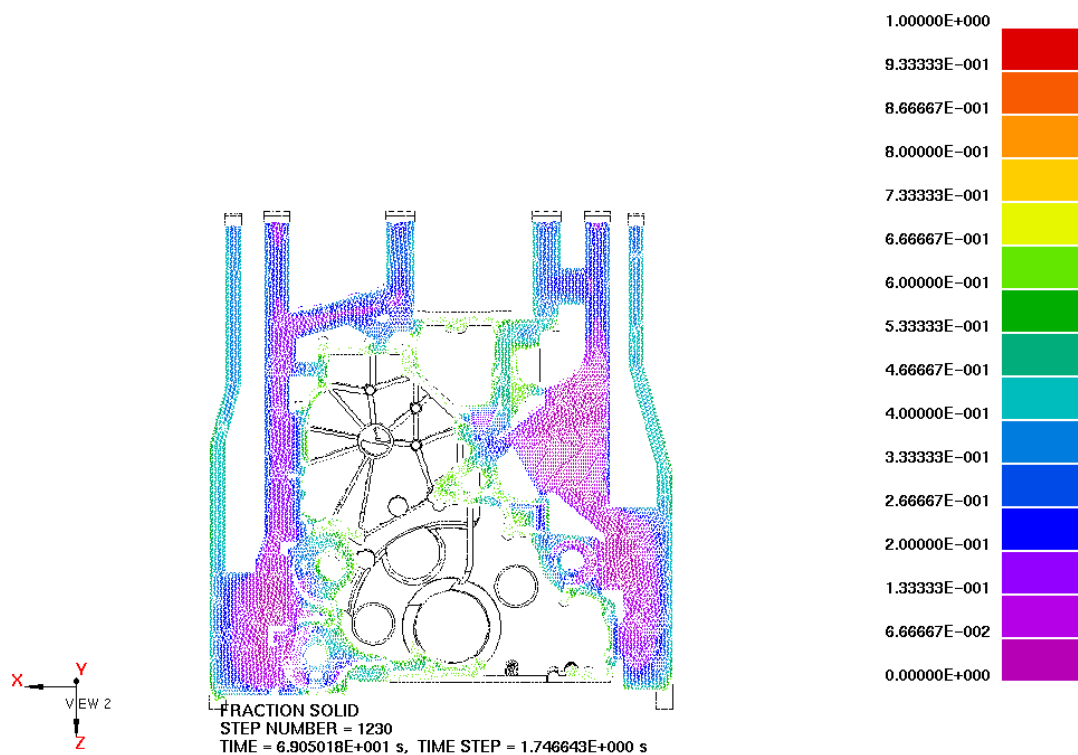 1.00000E+000
9.33333E-001
8.66667E-001
8.00000E-001
7.33333E-001
6.66667E-001
6.00000E-001
5.33333E-001
4.66667E-001
4.00000E-001
3.33333E-001
2.66667E-001
2.00000E-001
1.33333E-001
6.66667E-002
0.00000E+000
Y
X
VIEW 2
Z
FRACTION SOLID
STEP NUMBER = 1230
TIME = 6.905018E+001 s, TIME STEP = 1.746643E+000 s